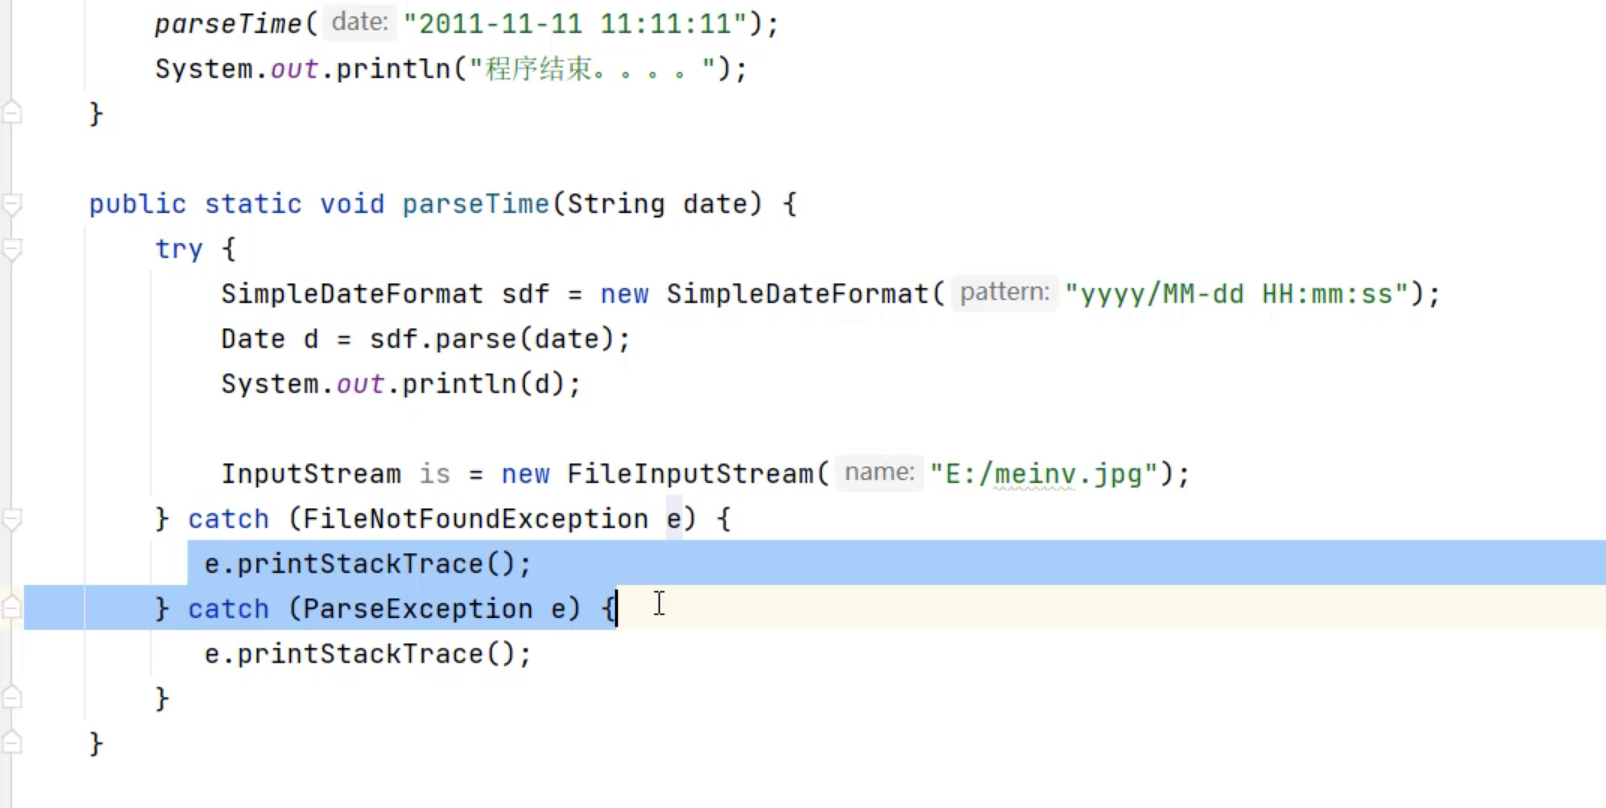 parseTime( date: "2011-11-11 11:11:11");
System.out.println("程序结束。。。。");
}
public static void parseTime(String date) {
try {
SimpleDateFormat sdf = new SimpleDateFormat( pattern: "yyyy/MM-dd HH:mm:ss");
Date d = sdf.parse(date);
System.out.println(d);
InputStream is = new FileInputStream( name: "E:/meinv.jpg");
} catch (FileNotFoundException e) {
e.printStackTrace();
} catch (ParseException e) {
e.printStackTrace();
}
}